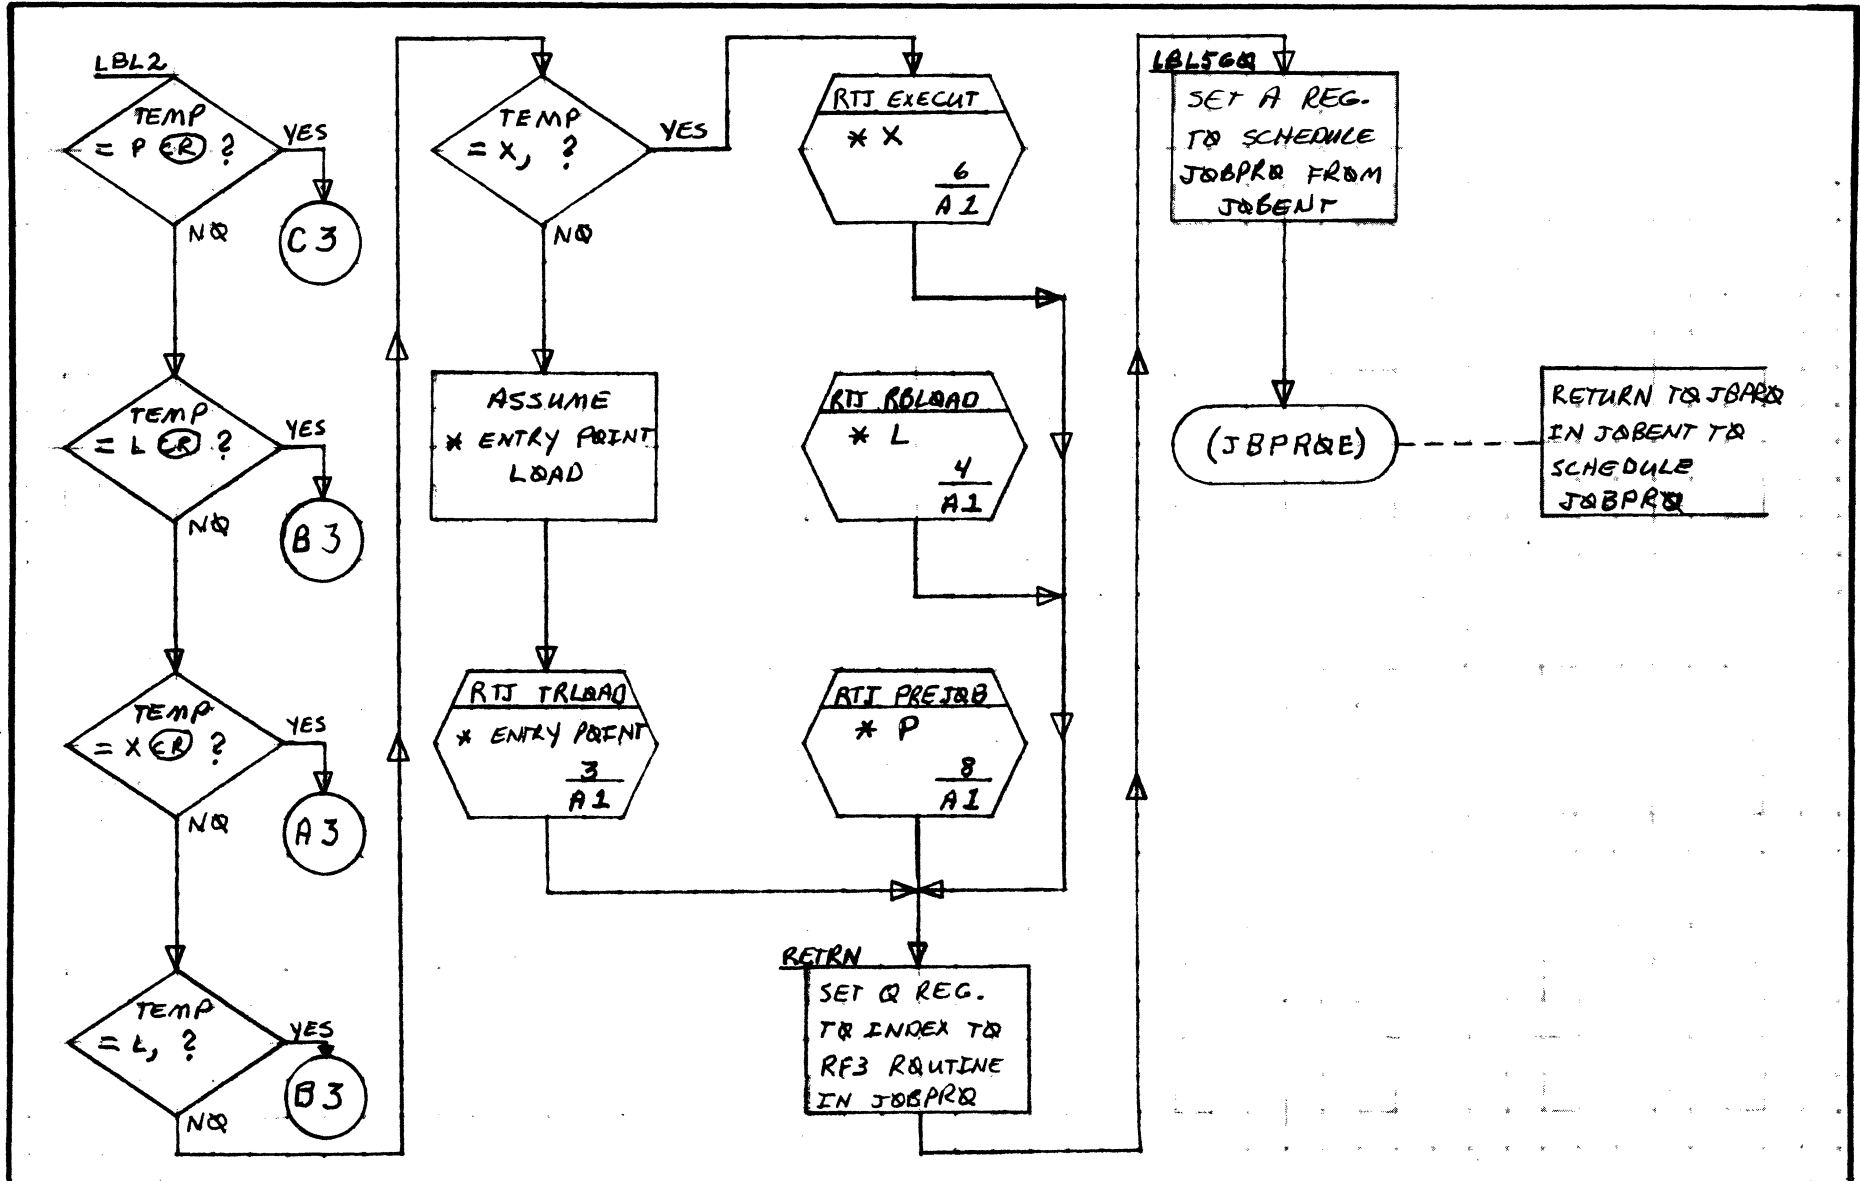 LBL2
TEMP
= P CR ?
YES
NO
C3
TEMP
= L CR ?
YES
NO
B3
TEMP
= X CR ?
YES
NO
A3
TEMP
= L, ?
YES
NO
B3
TEMP
= X, ?
YES
NO
ASSUME
* ENTRY POINT
LOAD
RTJ TRLOAD
* ENTRY POINT
3
A1
RTJ EXECUT
* X
6
A1
RTJ RBLOAD
* L
4
A1
RTJ PREJOB
* P
8
A1
RETRN
SET Q REG.
TO INDEX TO
RF3 ROUTINE
IN JOBPRO
LBL5GO
SET A REG.
TO SCHEDULE
JOBPRO FROM
JOBENT
(JBPROE)
RETURN TO JBPRO
IN JOBENT TO
SCHEDULE
JOBPRO